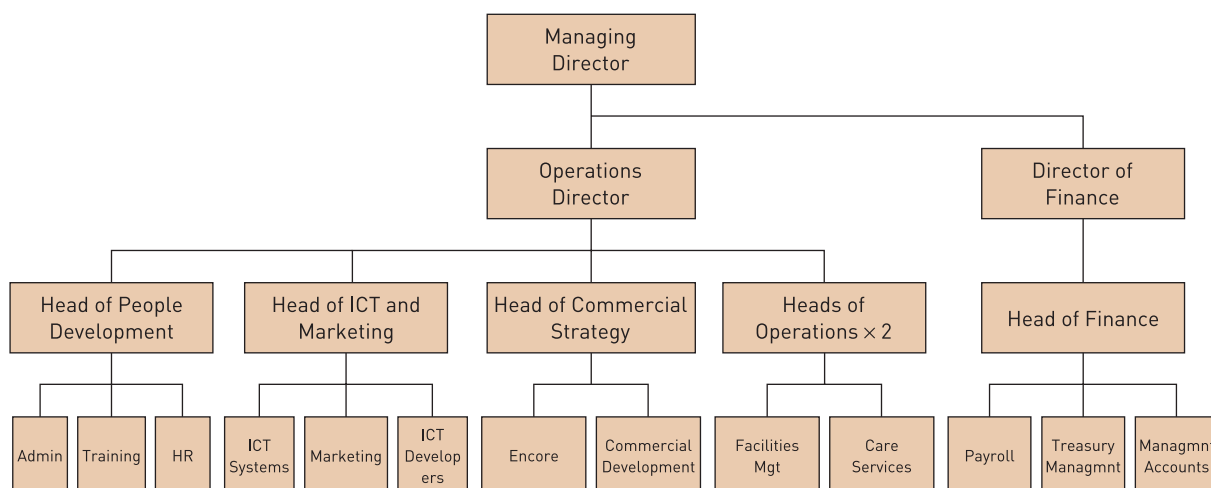 Managing
Director
Operations
Director
Director of
Finance
Head of People
Development
Head of ICT and
Marketing
Head of Commercial
Strategy
Heads of
Operations × 2
Head of Finance
Admin
Training
HR
ICT
Systems
Marketing
ICT
Develop
ers
Encore
Commercial
Development
Facilities
Mgt
Care
Services
Payroll
Treasury
Managmnt
Managmnt
Accounts